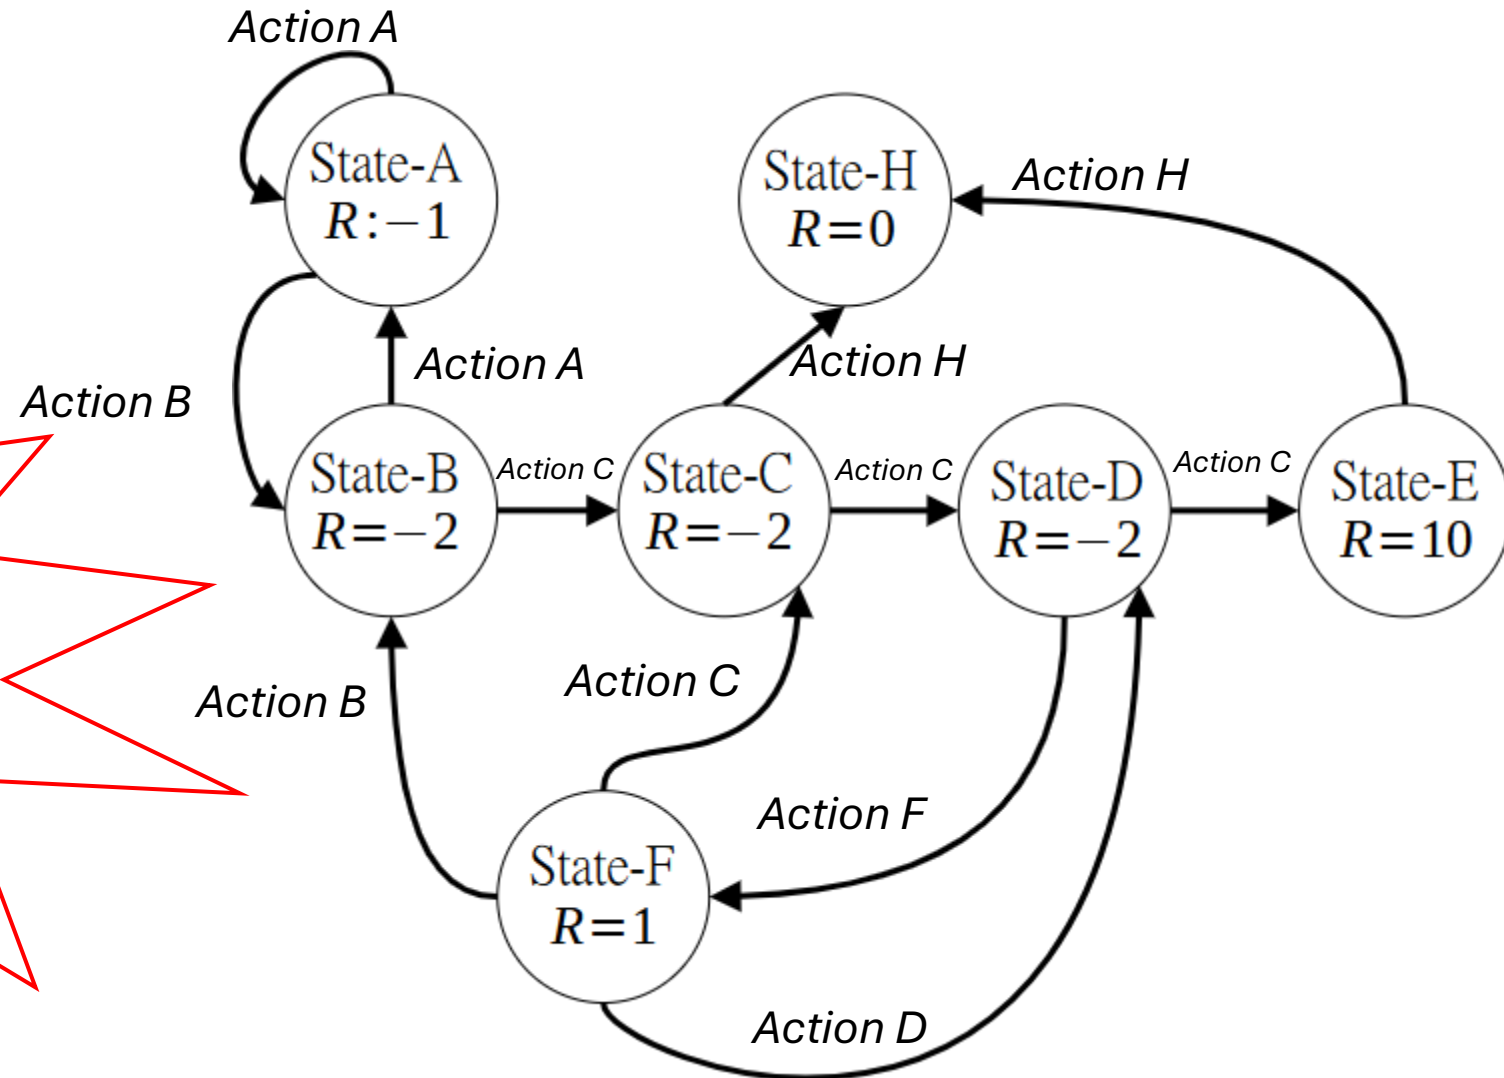 Action A
State-A
R:−1
State-H
R=0
Action H
Action A
Action H
Action B
State-B
R=−2
Action C
State-C
R=−2
Action C
State-D
R=−2
Action C
State-E
R=10
Action B
Action C
Action F
State-F
R=1
Action D